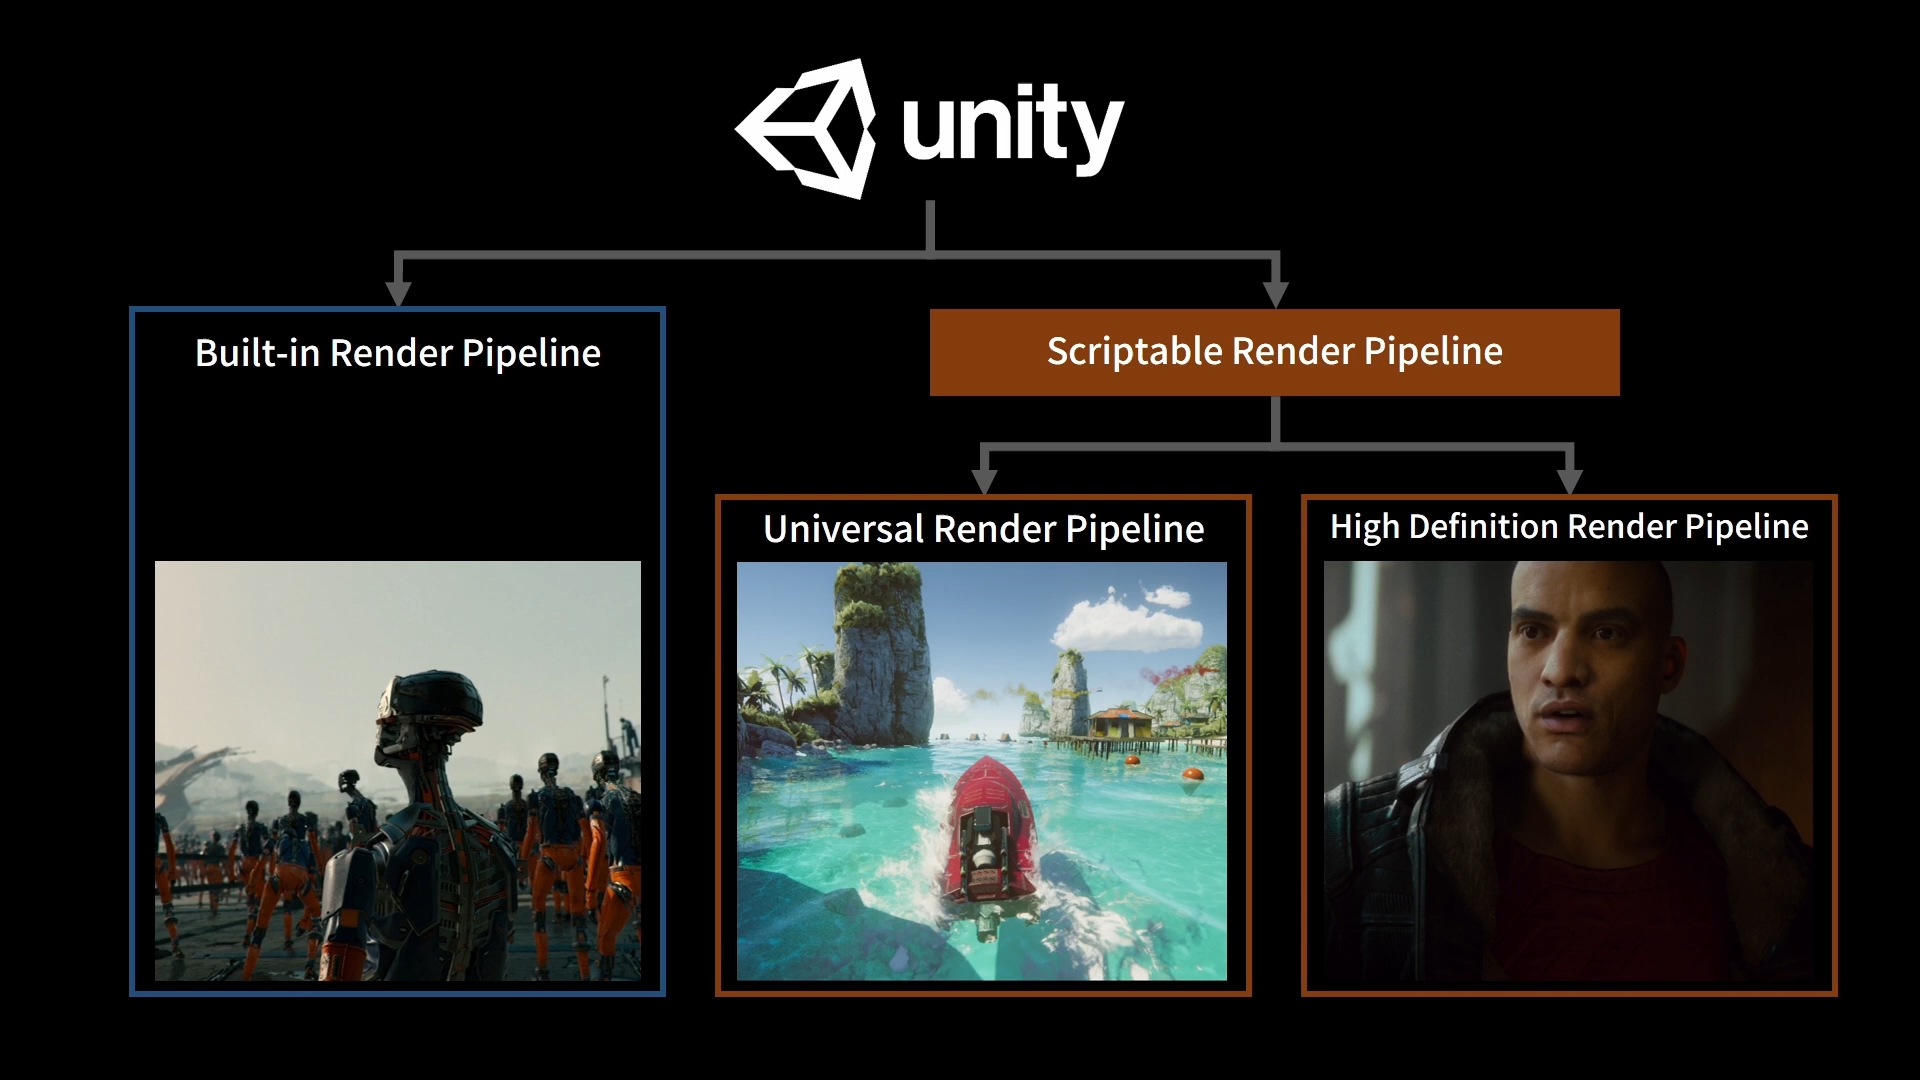 unity
Built-in Render Pipeline
Scriptable Render Pipeline
Universal Render Pipeline
High Definition Render Pipeline